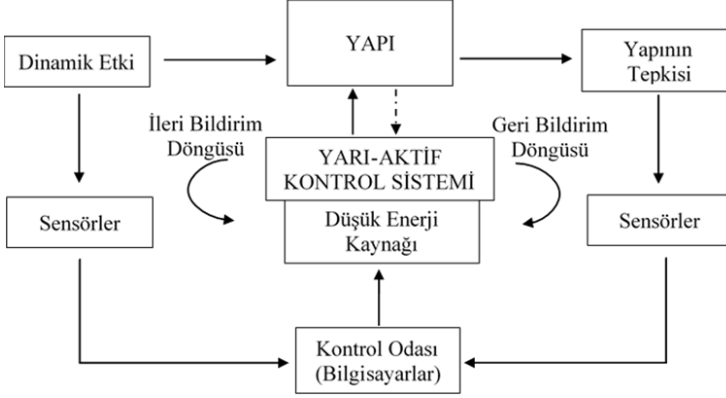 Dinamik Etki
YAPI
Yapının
Tepkisi
İleri Bildirim
Döngüsü
YARI-AKTİF
KONTROL SİSTEMİ
Geri Bildirim
Döngüsü
Sensörler
Düşük Enerji
Kaynağı
Sensörler
Kontrol Odası
(Bilgisayarlar)